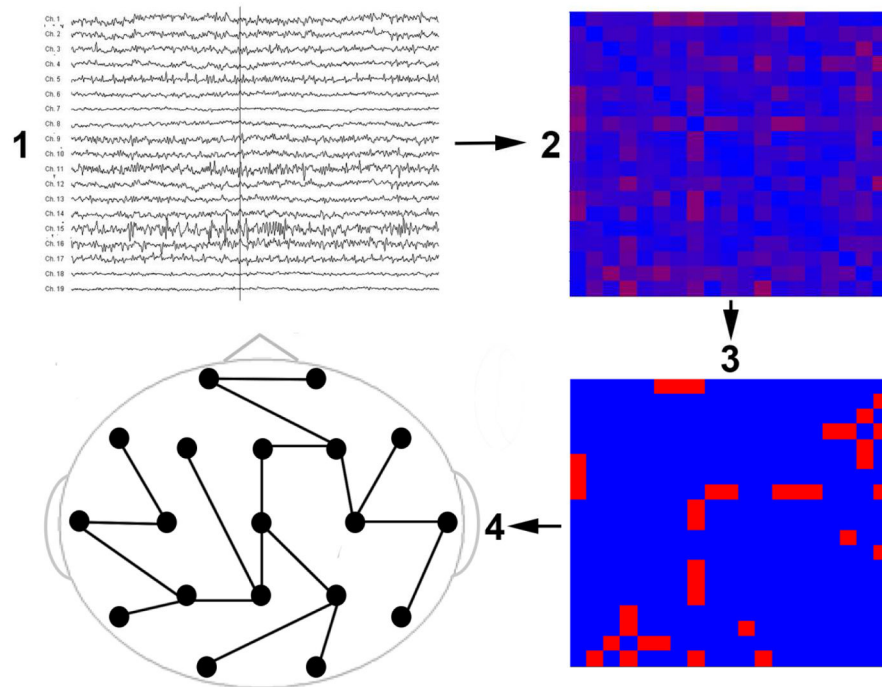 Ch. 1
Ch. 2
Ch. 3
Ch. 4
Ch. 5
Ch. 6
Ch. 7
Ch. 8
Ch. 9
Ch. 10
Ch. 11
Ch. 12
Ch. 13
Ch. 14
Ch. 15
Ch. 16
Ch. 17
Ch. 18
Ch. 19
1
2
3
4